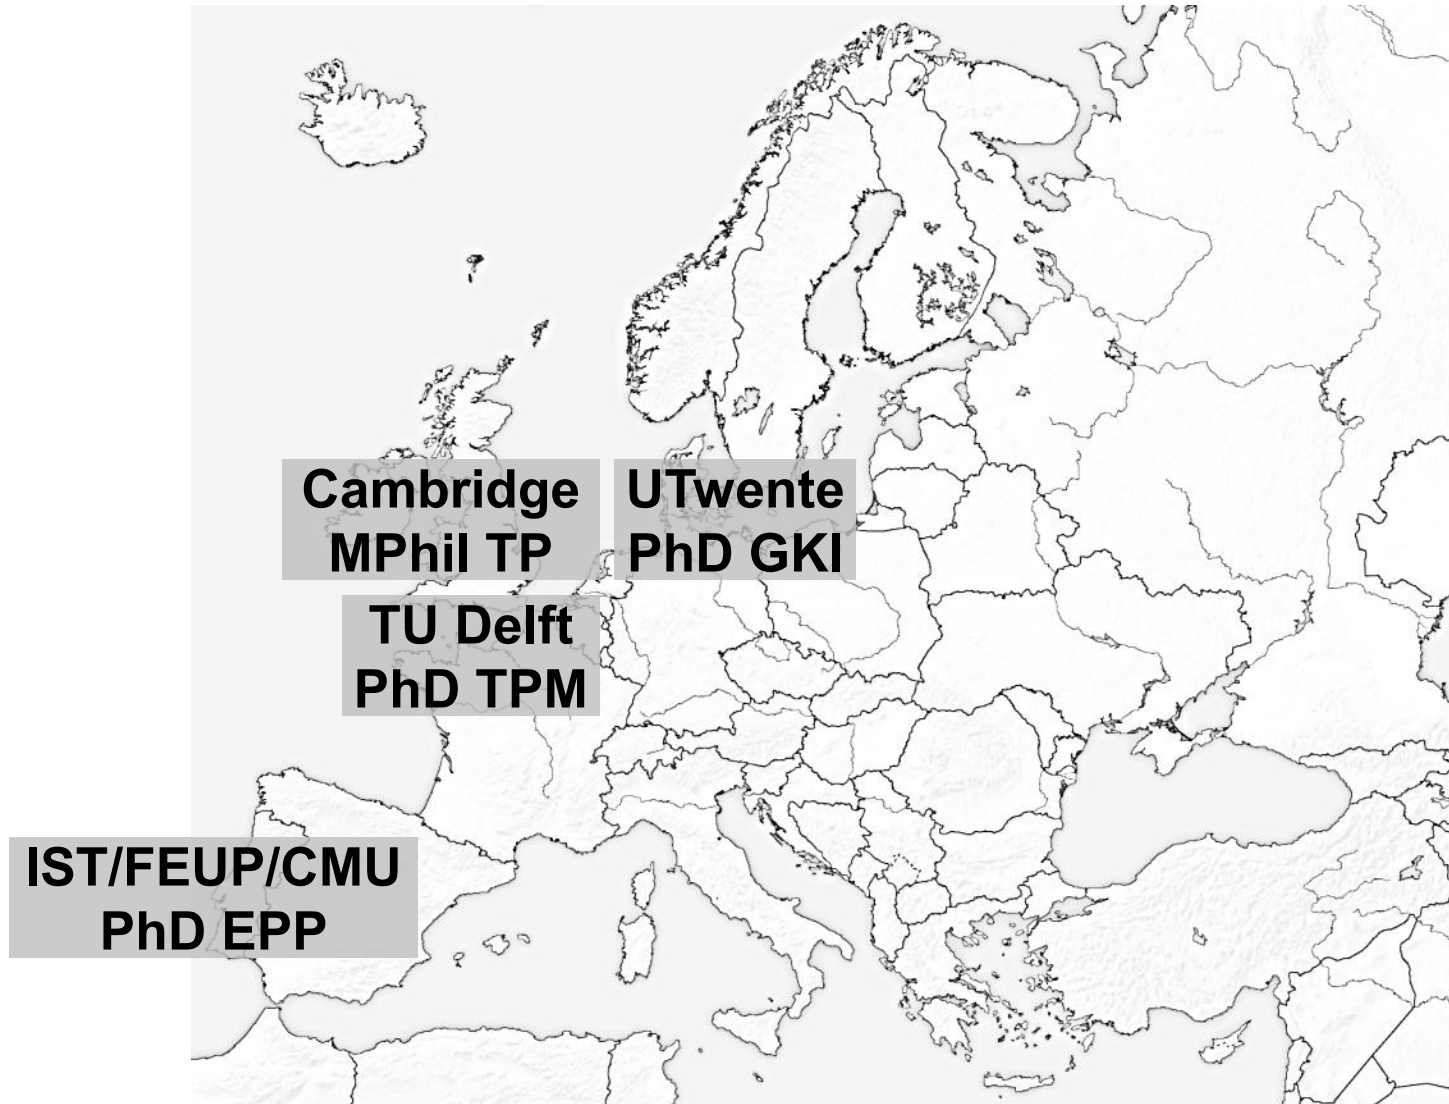 Cambridge
MPhil TP
UTwente
PhD GKI
TU Delft
PhD TPM
IST/FEUP/CMU
PhD EPP